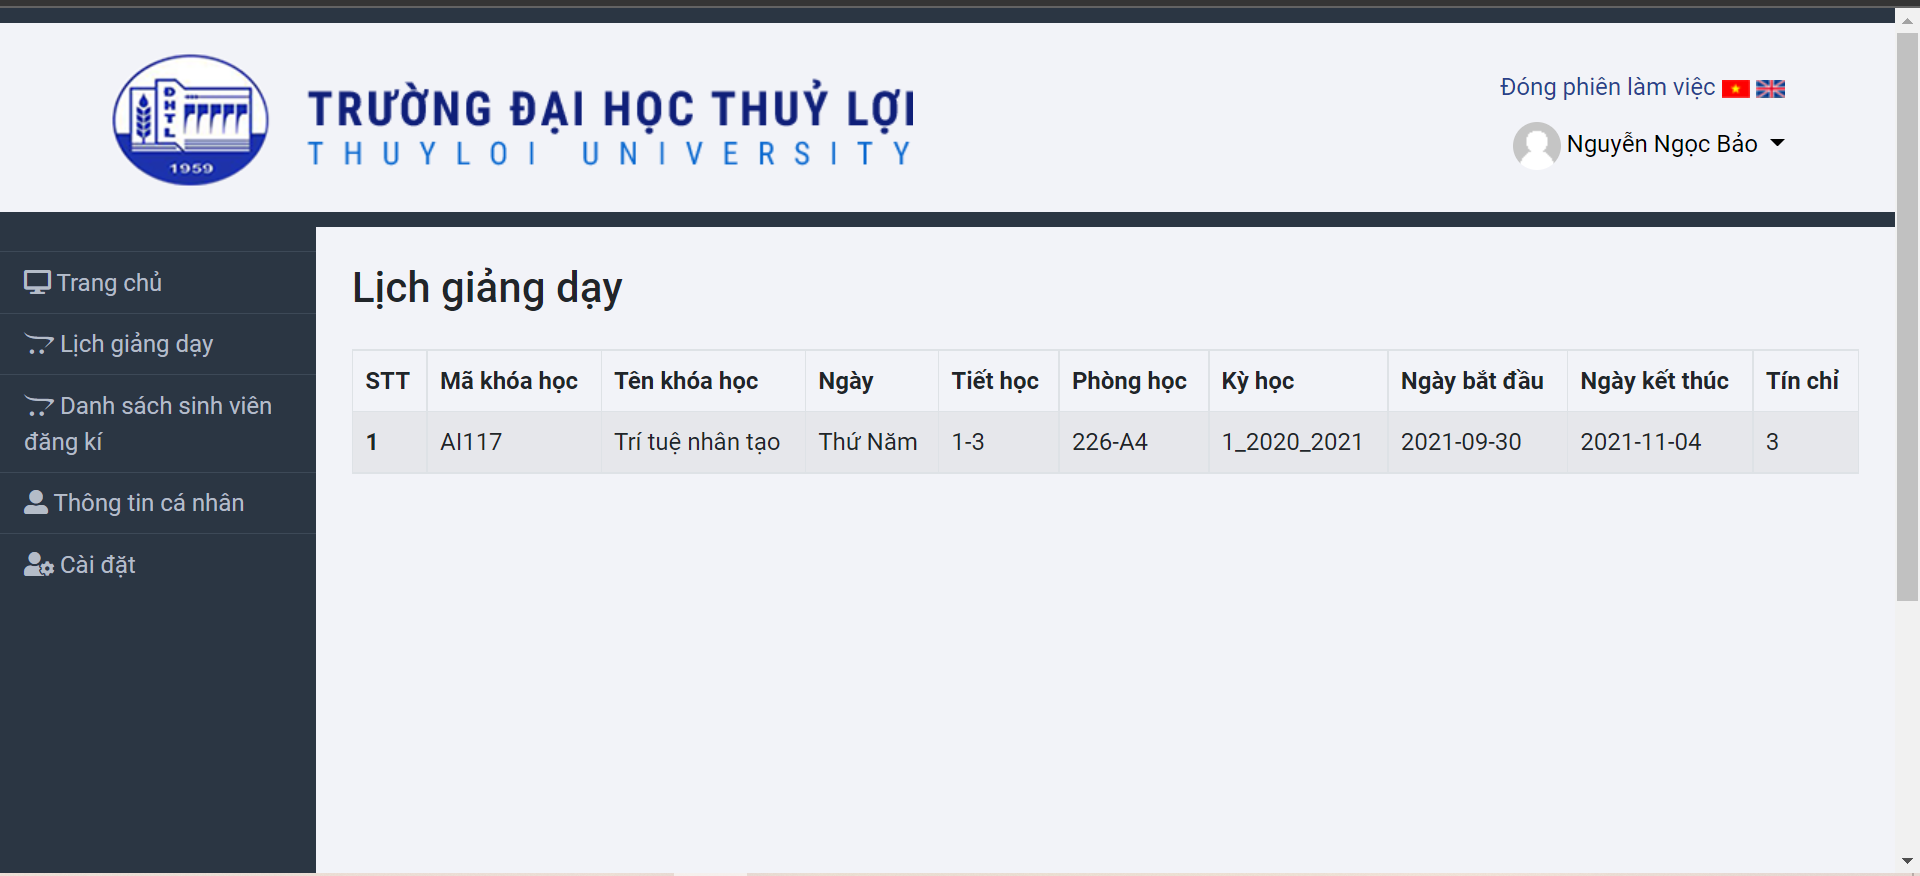 ĐHTL
1959
TRƯỜNG ĐẠI HỌC THUỶ LỢI
THUYLOI UNIVERSITY
Đóng phiên làm việc
Nguyễn Ngọc Bảo
Trang chủ
Lịch giảng dạy
Danh sách sinh viên
đăng kí
Thông tin cá nhân
Cài đặt
Lịch giảng dạy
STT Mã khóa học Tên khóa học Ngày Tiết học Phòng học Kỳ học Ngày bắt đầu Ngày kết thúc Tín chỉ
1 AI117 Trí tuệ nhân tạo Thứ Năm 1-3 226-A4 1_2020_2021 2021-09-30 2021-11-04 3